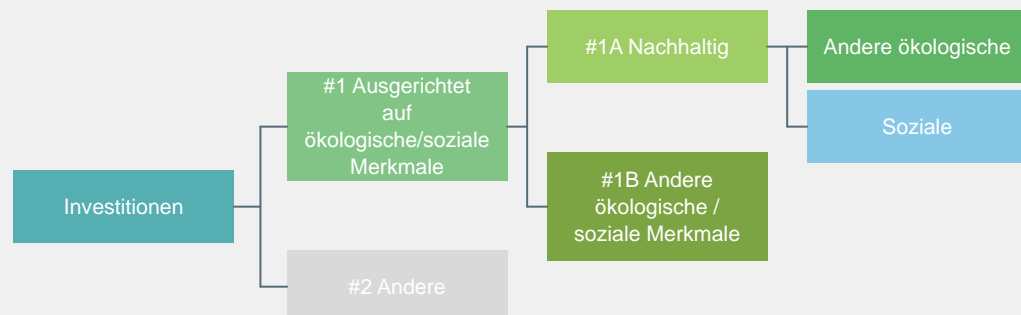 #1A Nachhaltig
Andere ökologische
#1 Ausgerichtet
auf
ökologische/soziale
Merkmale
Soziale
#1B Andere
ökologische /
soziale Merkmale
Investitionen
#2 Andere